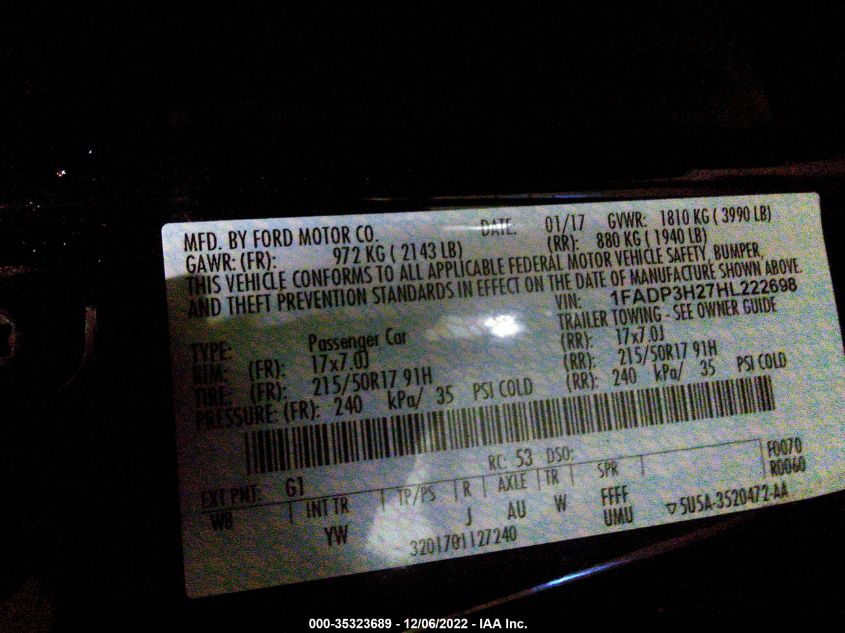 MFD. BY FORD MOTOR CO. DATE: 01/17 GVWR: 1810 KG ( 3990 LB)
GAWR: (FR): 972 KG ( 2143 LB) (RR): 880 KG ( 1940 LB)
THIS VEHICLE CONFORMS TO ALL APPLICABLE FEDERAL MOTOR VEHICLE SAFETY, BUMPER,
AND THEFT PREVENTION STANDARDS IN EFFECT ON THE DATE OF MANUFACTURE SHOWN ABOVE.
VIN: 1FADP3H27HL222698
TYPE: Passenger Car TRAILER TOWING - SEE OWNER GUIDE
RIM: (FR): 17x7.0J (RR): 17x7.0J
TIRE: (FR): 215/50R17 91H (RR): 215/50R17 91H
PRESSURE: (FR): 240 kPa/ 35 PSI COLD (RR): 240 kPa/ 35 PSI COLD
EXT PNT: G1 RC: 53 DSO: F0070
R0060
WB INT TR TP/PS R AXLE TR SPR
YW J AU W FFFF
UMU ▽5U5A-3520472-AA
3201701127240
000-35323689 - 12/06/2022 - IAA Inc.